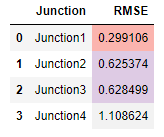 Junction RMSE
0 Junction1 0.299106
1 Junction2 0.625374
2 Junction3 0.628499
3 Junction4 1.108624